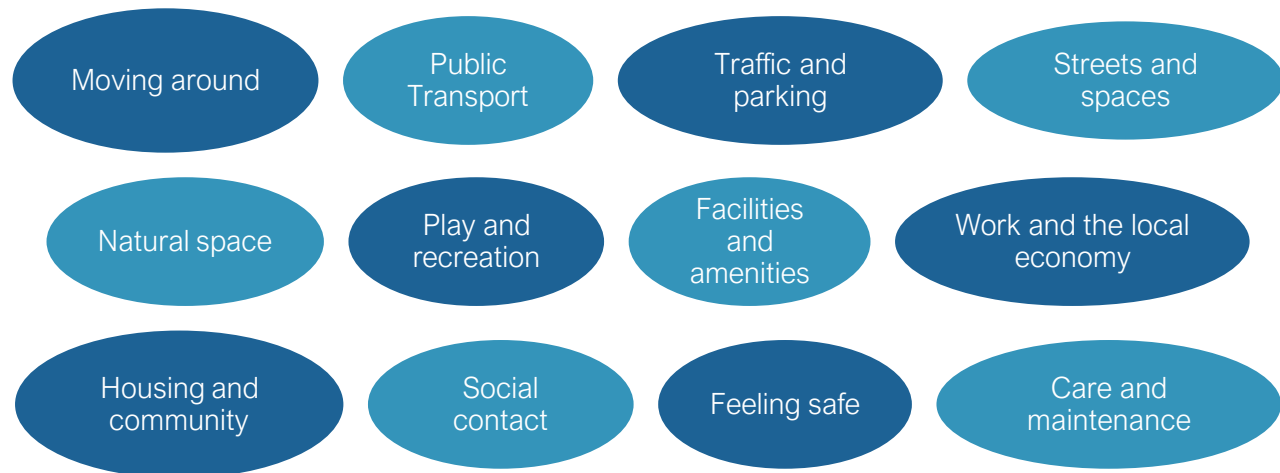 Moving around
Public
Transport
Traffic and
parking
Streets and
spaces
Natural space
Play and
recreation
Facilities
and
amenities
Work and the local
economy
Housing and
community
Social
contact
Feeling safe
Care and
maintenance